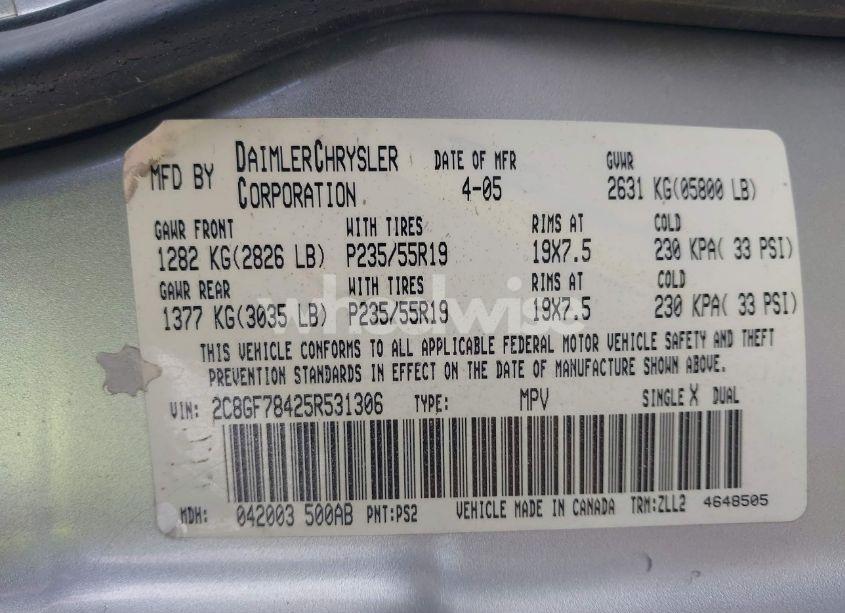 MFD BY DAIMLERCHRYSLER CORPORATION DATE OF MFR 4-05 GVWR 2631 KG(05800 LB)
GAWR FRONT WITH TIRES RIMS AT COLD
1282 KG(2826 LB) P235/55R19 19X7.5 230 KPA( 33 PSI)
GAWR REAR WITH TIRES RIMS AT COLD
1377 KG(3035 LB) P235/55R19 19X7.5 230 KPA( 33 PSI)
wheelwise
THIS VEHICLE CONFORMS TO ALL APPLICABLE FEDERAL MOTOR VEHICLE SAFETY AND THEFT
PREVENTION STANDARDS IN EFFECT ON THE DATE OF MANUFACTURE SHOWN ABOVE.
VIN: 2C8GF78425R531306 TYPE: MPV SINGLE X DUAL
MDH: 042003 500AB PNT:PS2 VEHICLE MADE IN CANADA TRM:ZLL2 4648505